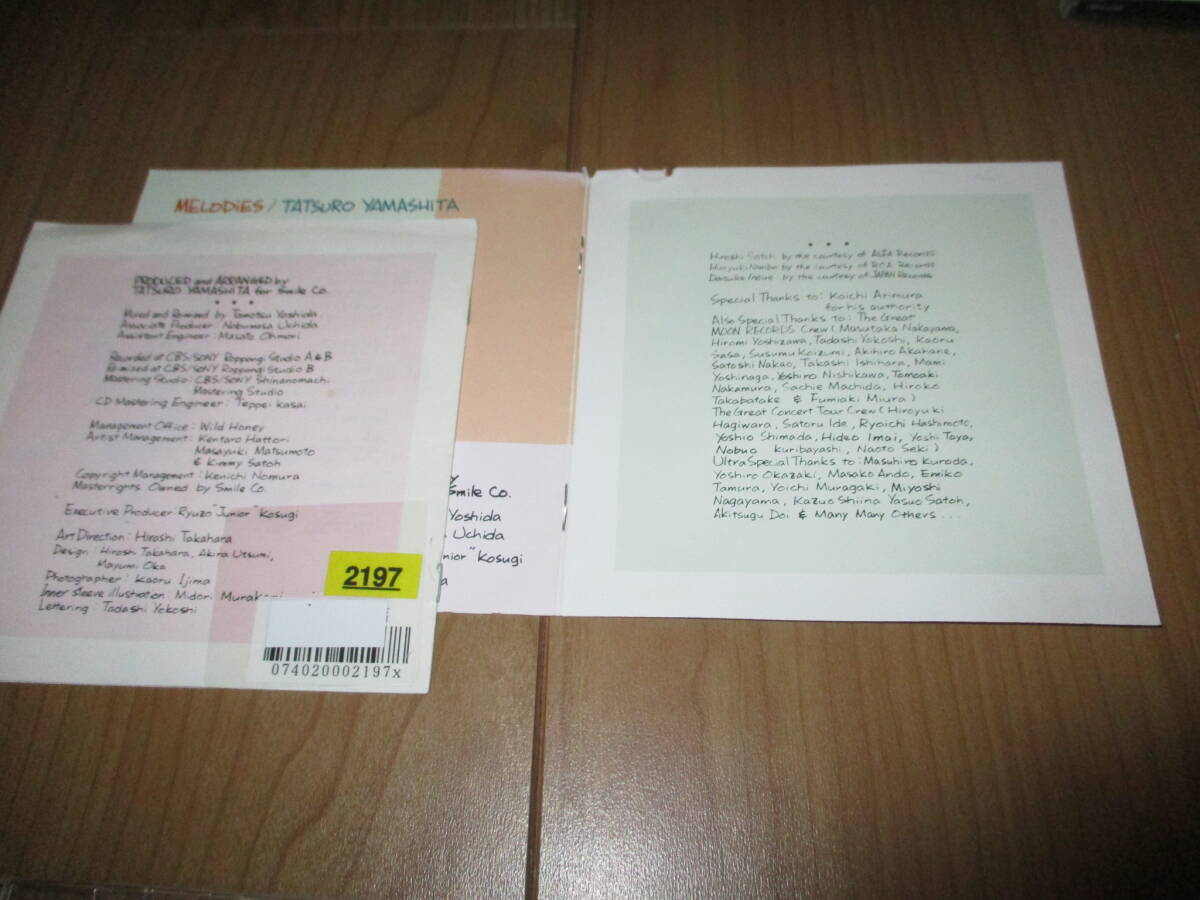 MELODIES / TATSURO YAMASHITA
PRODUCED and ARRANGED by
TATSURO YAMASHITA for Smile Co.
Mixed and Remixed by Tamotsu Yoshida
Associate Producer: Nobumasa Uchida
Assistant Engineer: Masato Ohmori
Recorded at CBS/SONY Roppongi Studio A & B
Remixed at CBS/SONY Roppongi Studio B
Mastering Studio: CBS/SONY Shinanomachi
Mastering Studio
CD Mastering Engineer: Teppei Kasai
Management Office: Wild Honey
Artist Management: Kentaro Hattori
Masayuki Matsumoto
& Kimmy Satoh
Copyright Management: Kenichi Nomura
Masterrights Owned by Smile Co.
Executive Producer Ryuzo "Junior" Kosugi
Art Direction: Hiroshi Takahara
Design: Hiroshi Takahara, Akira Utsumi,
Mayumi Oka
Photographer: Kaoru Ijima
Inner sleeve illustration: Midori Murakami
Lettering: Tadashi Yokoshi
2197
074020002197x
Smile Co.
Yoshida
Uchida
nior" Kosugi
a
Hiroshi Satoh by the courtesy of ALFA Records
Hiroyuki Namba by the courtesy of RCA Records
Daisuke Inoue by the courtesy of JAPAN Records
Special Thanks to: Koichi Arimura
for his authority
Also Special Thanks to: The Great
MOON RECORDS Crew (Masutaka Nakayama,
Hiromi Yoshizawa, Tadashi Yokoshi, Kaoru
Sasa, Susumu Koizumi, Akihiro Akahane,
Satoshi Nakao, Takashi Ishihara, Mami
Yoshinaga, Yoshiro Nishikawa, Tomoaki
Nakamura, Sachie Machida, Hiroko
Takabatake & Fumiaki Miura)
The Great Concert Tour Crew (Hiroyuki
Hagiwara, Satoru Ide, Ryoichi Hashimoto,
Yoshio Shimada, Hideo Imai, Yoshi Toya,
Nobuo Kuribayashi, Naoto Seki)
Ultra Special Thanks to: Masuhiro Kuroda,
Yoshiro Okazaki, Masako Ando, Emiko
Tamura, Yoichi Muragaki, Miyoshi
Nagayama, Kazuo Shiina Yasuo Satoh,
Akitsugu Doi & Many Many Others...